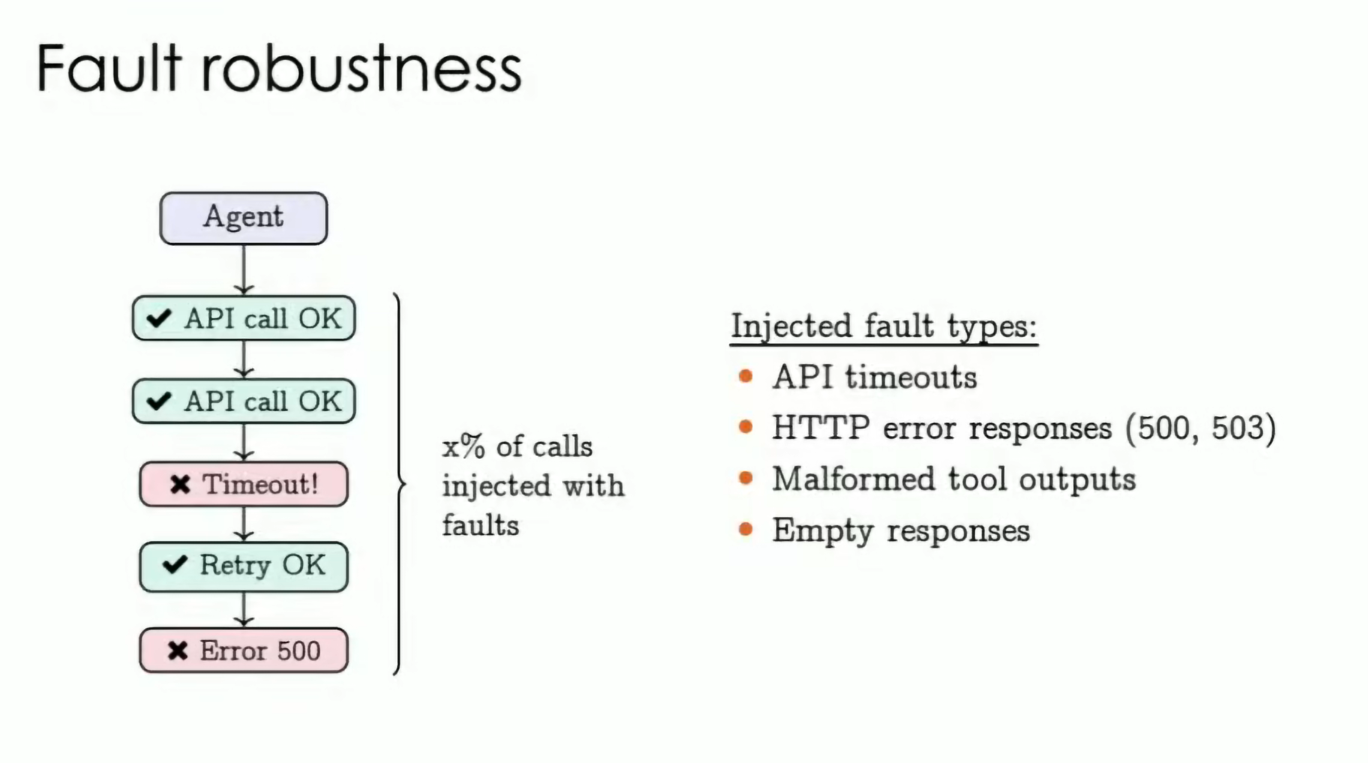 Fault robustness
Agent
✔ API call OK
✔ API call OK
✖ Timeout!
✔ Retry OK
✖ Error 500
x% of calls
injected with
faults
Injected fault types:
• API timeouts
• HTTP error responses (500, 503)
• Malformed tool outputs
• Empty responses